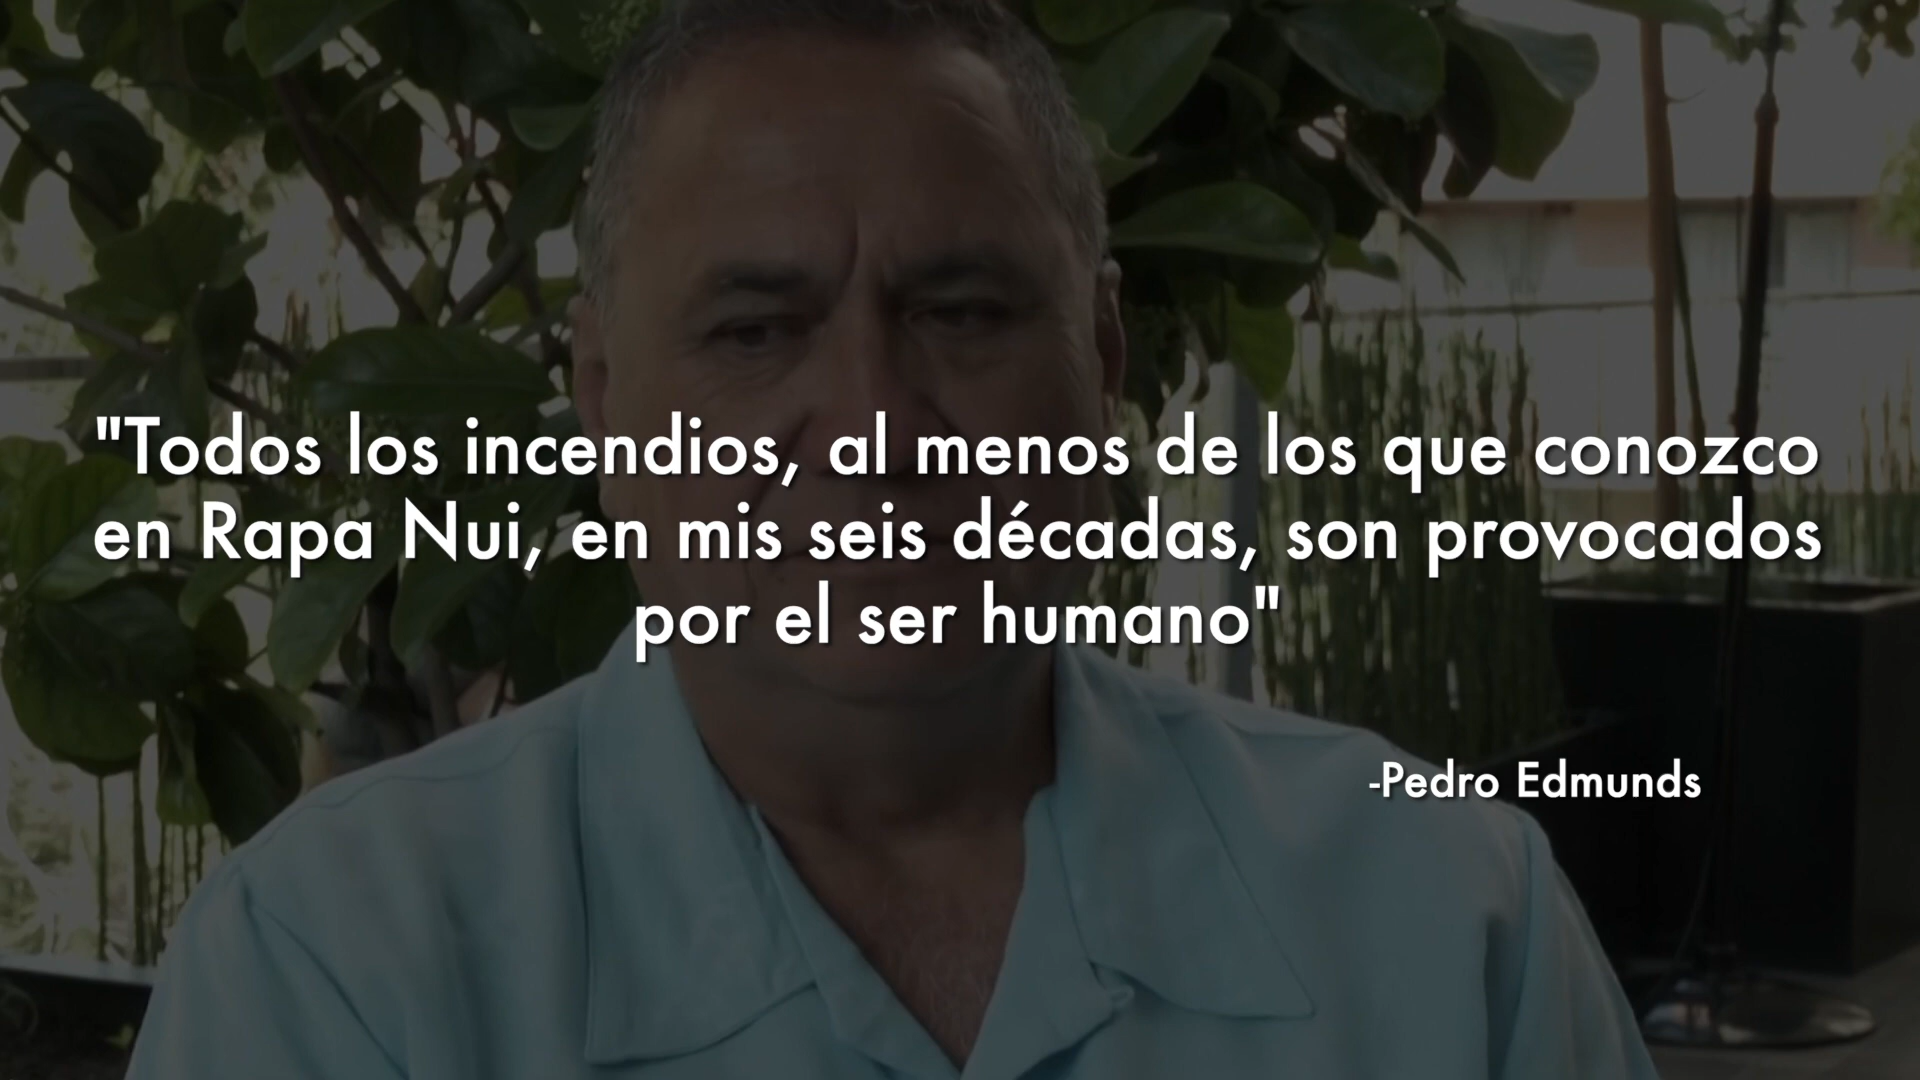 "Todos los incendios, al menos de los que conozco
en Rapa Nui, en mis seis décadas, son provocados
por el ser humano"
-Pedro Edmunds